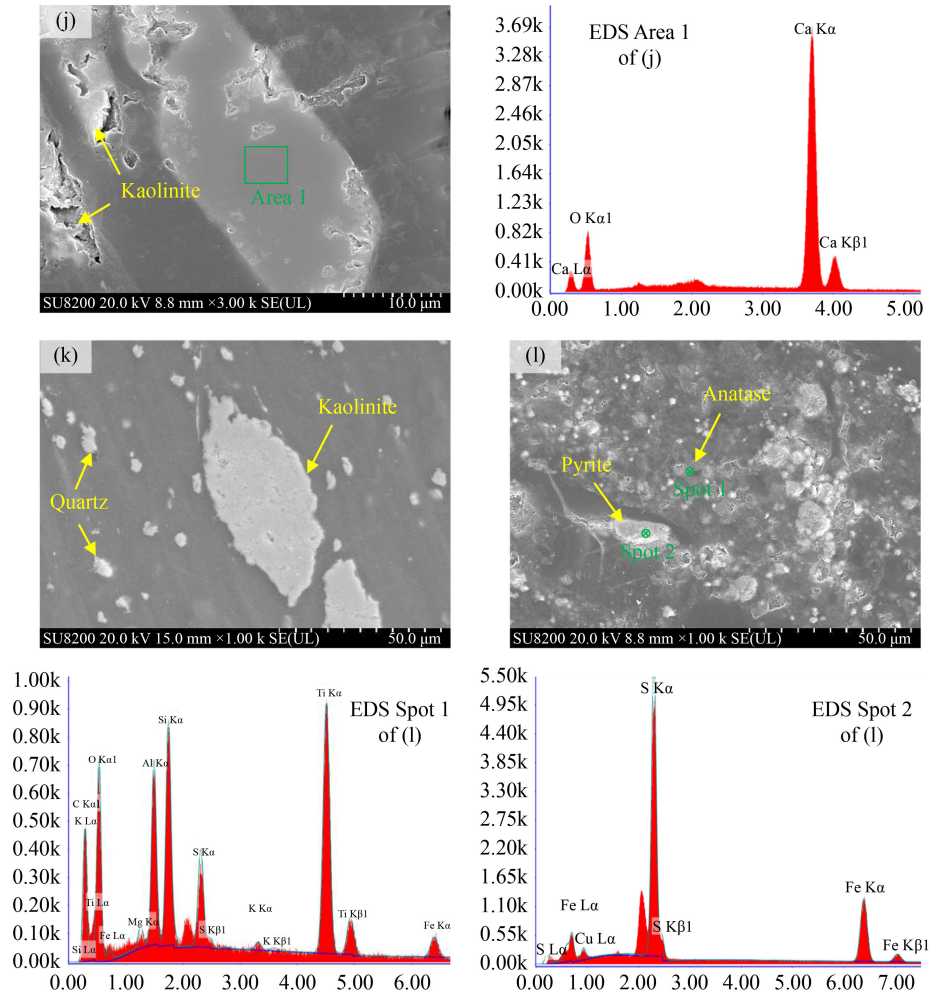 (j)
Kaolinite
Area 1
SU8200 20.0 kV 8.8 mm ×3.00 k SE(UL)
10.0 μm
EDS Area 1
of (j)
3.69k
3.28k
2.87k
2.46k
2.05k
1.64k
1.23k
0.82k
0.41k
0.00k
Ca Kα
O Kα1
Ca Kβ1
Ca Lα
0.00 1.00 2.00 3.00 4.00 5.00
(k)
Kaolinite
Quartz
SU8200 20.0 kV 15.0 mm ×1.00 k SE(UL)
50.0 μm
(l)
Anatase
Pyrite
Spot 1
Spot 2
SU8200 20.0 kV 8.8 mm ×1.00 k SE(UL)
50.0 μm
EDS Spot 1
of (l)
1.00k
0.90k
0.80k
0.70k
0.60k
0.50k
0.40k
0.30k
0.20k
0.10k
0.00k
Ti Kα
Si Kα
O Kα1
Al Kα
C Kα1
K Lα
S Kα
Ti Lα
K Kα
Mg Kα
Ti Kβ1
Fe Lα
S Kβ1
Fe Kα
K Kβ1
Si Lα
0.00 1.00 2.00 3.00 4.00 5.00 6.00
EDS Spot 2
of (l)
5.50k
4.95k
4.40k
3.85k
3.30k
2.75k
2.20k
1.65k
1.10k
0.55k
0.00k
S Kα
Fe Kα
Fe Lα
S Kβ1
Cu Lα
S Lα
Fe Kβ1
0.00 1.00 2.00 3.00 4.00 5.00 6.00 7.00